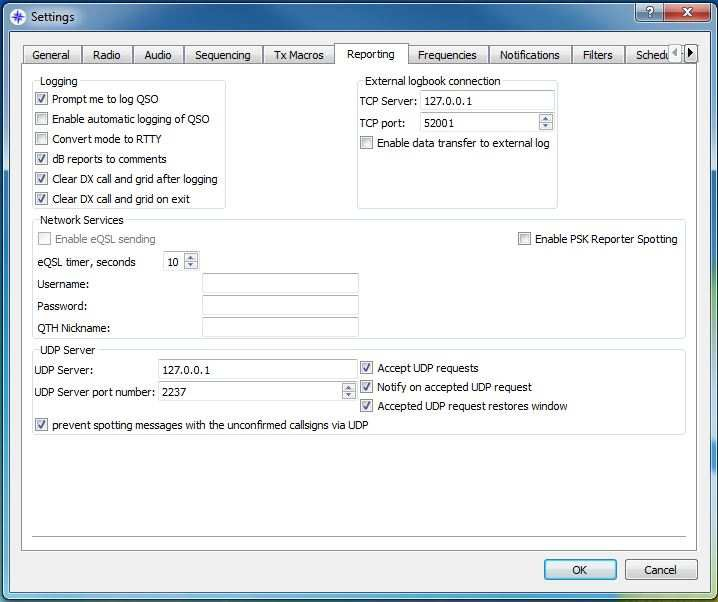 Settings
General Radio Audio Sequencing Tx Macros Reporting Frequencies Notifications Filters
Logging
Prompt me to log QSO
Enable automatic logging of QSO
Convert mode to RTTY
dB reports to comments
Clear DX call and grid after logging
Clear DX call and grid on exit
External logbook connection
TCP Server: 127.0.0.1
TCP port: 52001
Enable data transfer to external log
Network Services
Enable eQSL sending
Enable PSK Reporter Spotting
eQSL timer, seconds 10
Username:
Password:
QTH Nickname:
UDP Server
UDP Server: 127.0.0.1
UDP Server port number: 2237
Accept UDP requests
Notify on accepted UDP request
Accepted UDP request restores window
prevent spotting messages with the unconfirmed callsigns via UDP
OK Cancel